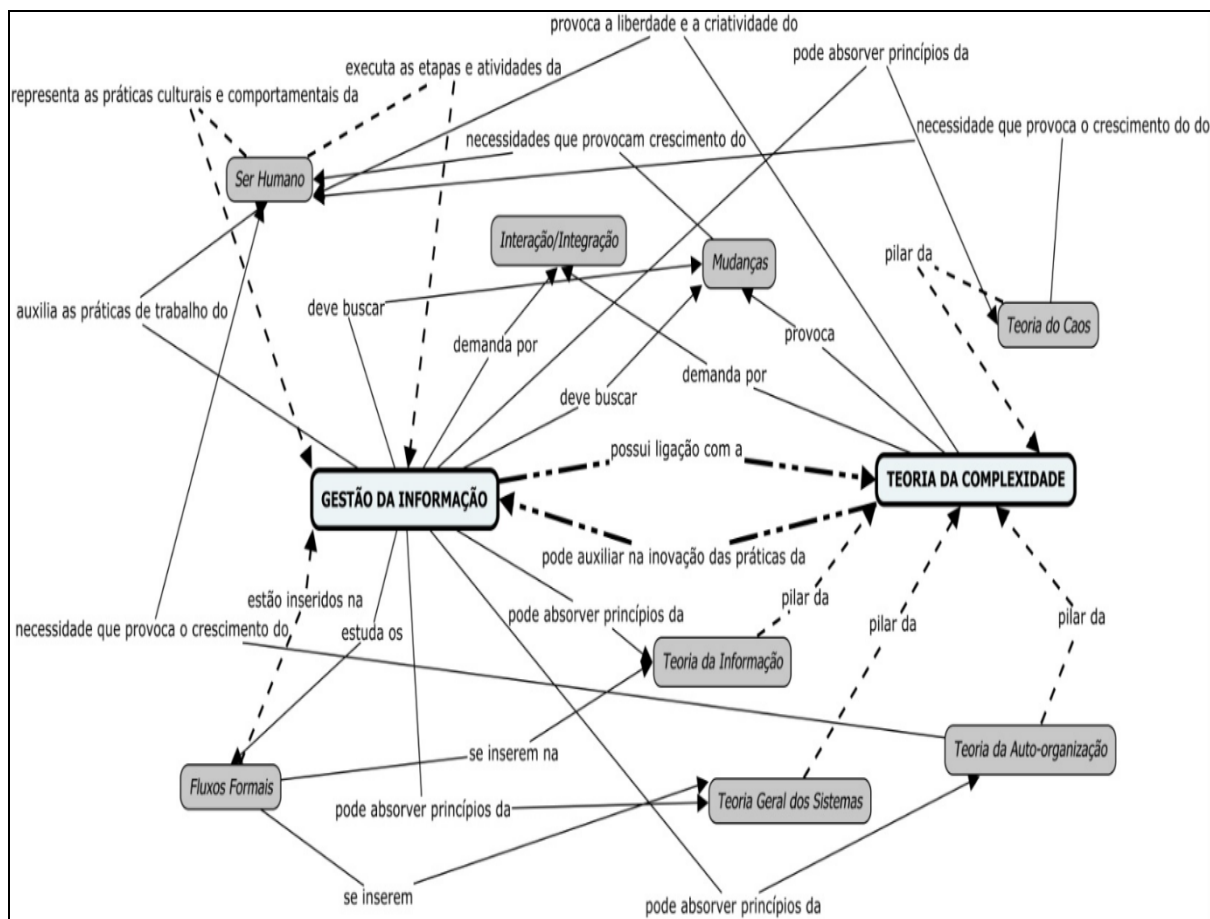 provoca a liberdade e a criatividade do
pode absorver princípios da
executa as etapas e atividades da
representa as práticas culturais e comportamentais da
necessidades que provocam crescimento do
necessidade que provoca o crescimento do do
Ser Humano
Interação/Integração
Mudanças
pilar da
auxilia as práticas de trabalho do
deve buscar
Teoria do Caos
demanda por
provoca
demanda por
deve buscar
possui ligação com a
GESTÃO DA INFORMAÇÃO
TEORIA DA COMPLEXIDADE
pode auxiliar na inovação das práticas da
estão inseridos na
pode absorver princípios da
pilar da
pilar da
pilar da
necessidade que provoca o crescimento do
estuda os
Teoria da Informação
Teoria da Auto-organização
se inserem na
Fluxos Formais
pode absorver princípios da
Teoria Geral dos Sistemas
se inserem
pode absorver princípios da